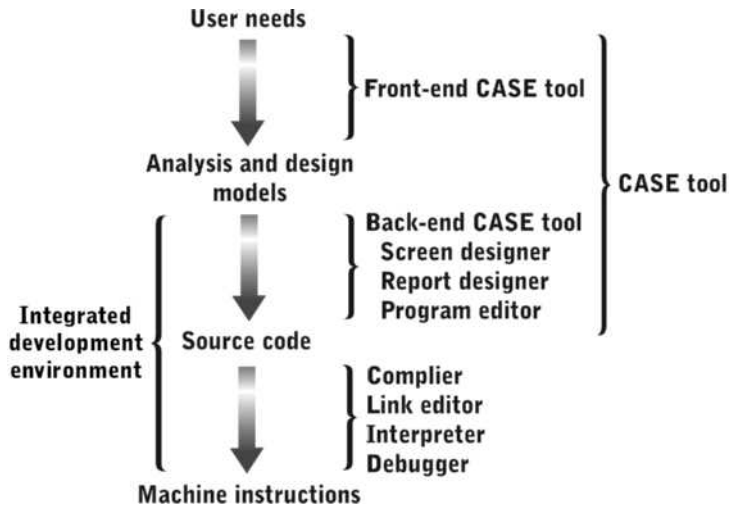 User needs
Front-end CASE tool
Analysis and design
models
CASE tool
Back-end CASE tool
Screen designer
Report designer
Program editor
Integrated
development
environment
Source code
Complier
Link editor
Interpreter
Debugger
Machine instructions